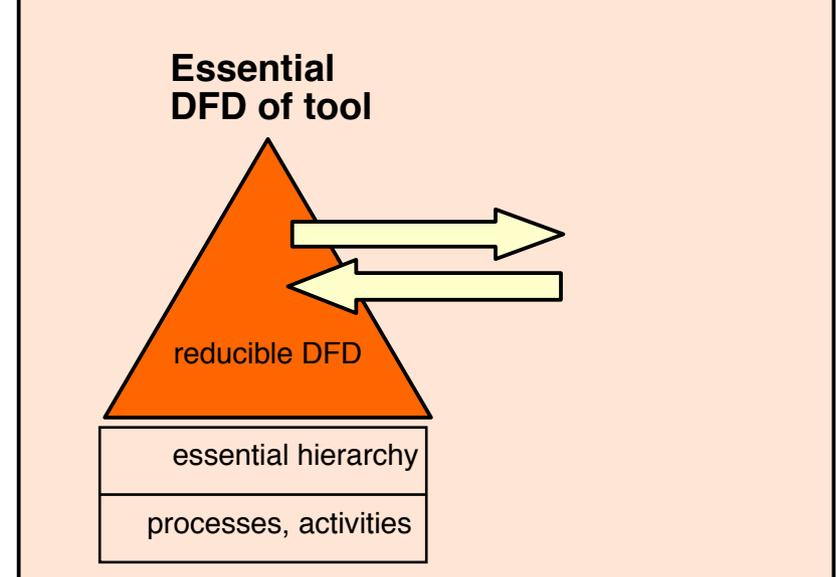 Essential
DFD of tool
reducible DFD
essential hierarchy
processes, activities